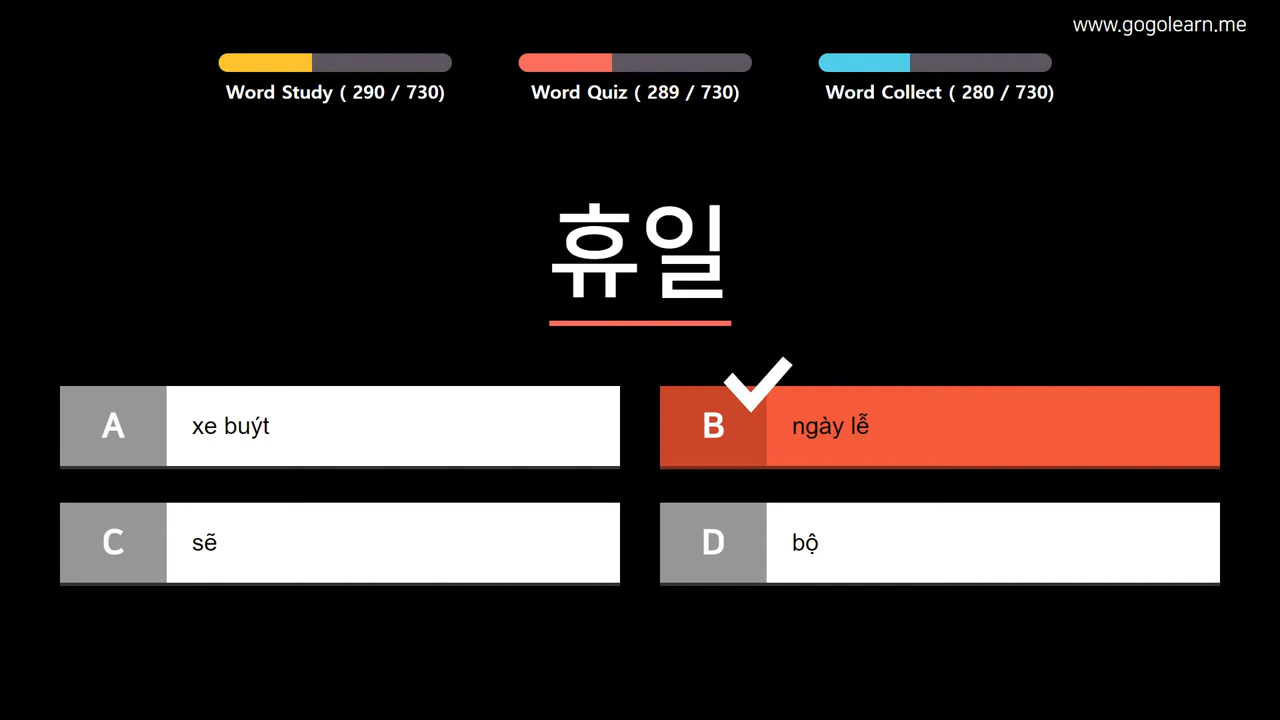 www.gogolearn.me
Word Study ( 290 / 730)
Word Quiz ( 289 / 730)
Word Collect ( 280 / 730)
휴일
A xe buýt
B ngày lễ
C sẽ
D bộ